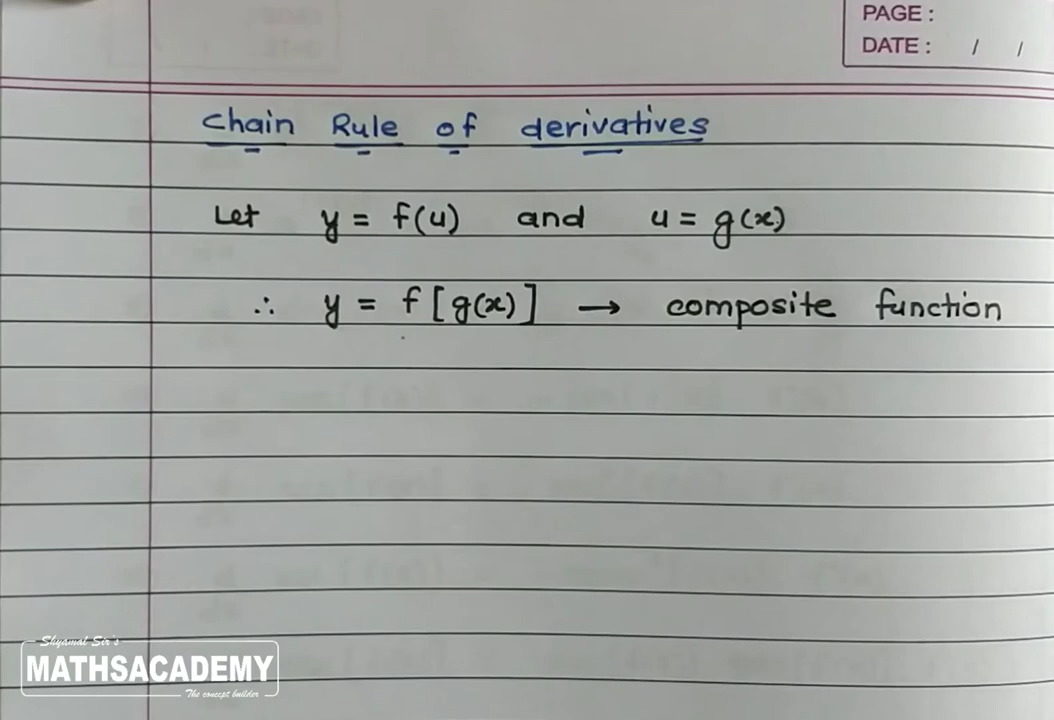 PAGE :
DATE : / /
Chain Rule of derivatives
Let y = f(u) and u = g(x)
∴ y = f[g(x)] → composite function
Shyamal Sir's
MATHSACADEMY
The concept builder